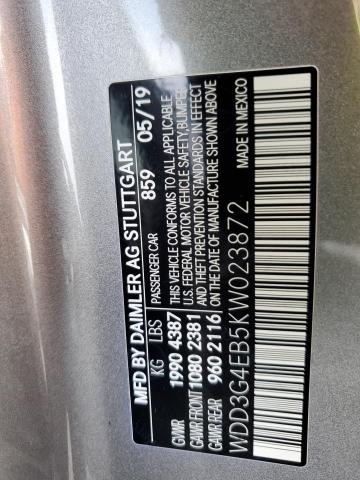 MFD BY DAIMLER AG STUTTGART
PASSENGER CAR 859 05/19
KG LBS
GVWR 1990 4387
GAWR FRONT 1080 2381
GAWR REAR 960 2116
THIS VEHICLE CONFORMS TO ALL APPLICABLE
U.S. FEDERAL MOTOR VEHICLE SAFETY,BUMPER,
AND THEFT PREVENTION STANDARDS IN EFFECT
ON THE DATE OF MANUFACTURE SHOWN ABOVE
WDD3G4EB5KW023872
MADE IN MEXICO